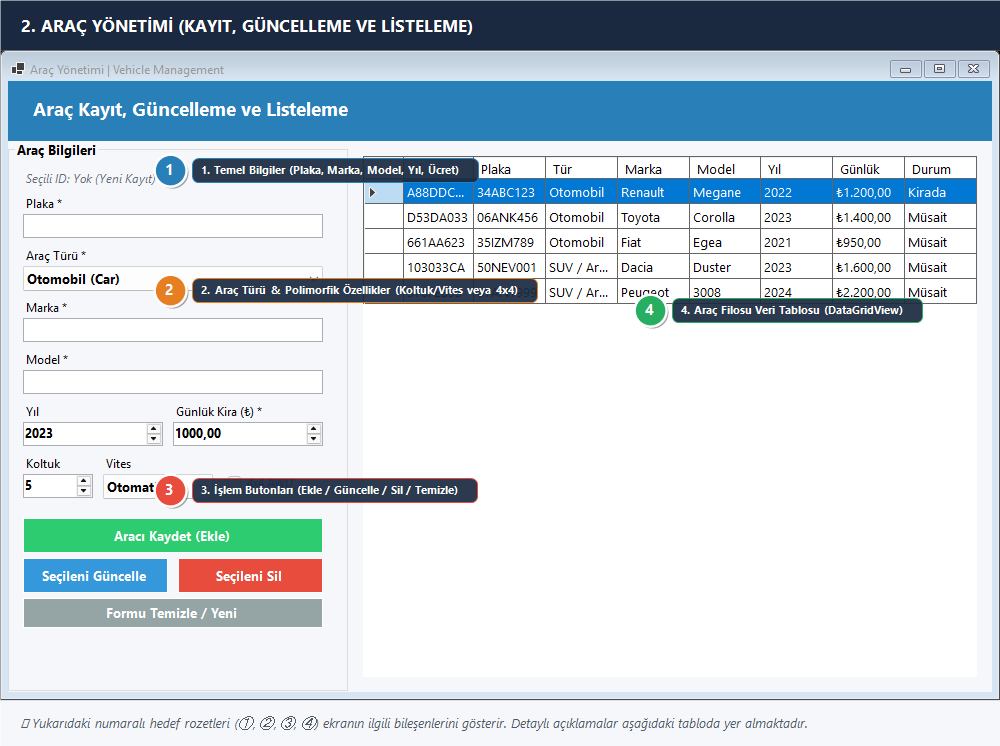 2. ARAÇ YÖNETİMİ (KAYIT, GÜNCELLEME VE LİSTELEME)
Araç Yönetimi | Vehicle Management
Araç Kayıt, Güncelleme ve Listeleme
Araç Bilgileri
Seçili ID: Yok (Yeni Kayıt)
1
1. Temel Bilgiler (Plaka, Marka, Model, Yıl, Ücret)
Plaka *
Araç Türü *
Otomobil (Car)
2
2. Araç Türü & Polimorfik Özellikler (Koltuk/Vites veya 4x4)
Marka *
Model *
Yıl Günlük Kira (₺) *
2023 1000,00
Koltuk Vites
5 Otomat
3
3. İşlem Butonları (Ekle / Güncelle / Sil / Temizle)
Aracı Kaydet (Ekle)
Seçileni Güncelle Seçileni Sil
Formu Temizle / Yeni
Plaka Tür Marka Model Yıl Günlük Durum
A88DDC... 34ABC123 Otomobil Renault Megane 2022 ₺1.200,00 Kirada
D53DA033 06ANK456 Otomobil Toyota Corolla 2023 ₺1.400,00 Müsait
661AA623 35IZM789 Otomobil Fiat Egea 2021 ₺950,00 Müsait
103033CA 50NEV001 SUV / Ar... Dacia Duster 2023 ₺1.600,00 Müsait
SUV / Ar... Peugeot 3008 2024 ₺2.200,00 Müsait
4
4. Araç Filosu Veri Tablosu (DataGridView)
Yukarıdaki numaralı hedef rozetleri (①, ②, ③, ④) ekranın ilgili bileşenlerini gösterir. Detaylı açıklamalar aşağıdaki tabloda yer almaktadır.